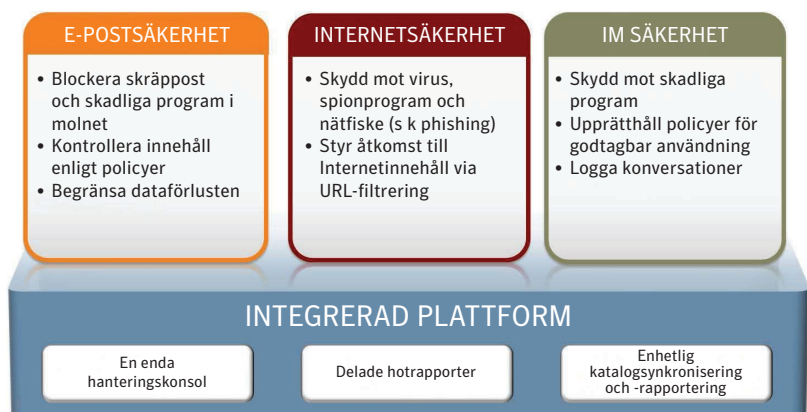 E-POSTSÄKERHET
• Blockera skräppost
och skadliga program i
molnet
• Kontrollera innehåll
enligt policyer
• Begränsa dataförlusten
INTERNETSÄKERHET
• Skydd mot virus,
spionprogram och
nätfiske (s k phishing)
• Styr åtkomst till
Internetinnehåll via
URL-filtrering
IM SÄKERHET
• Skydd mot skadliga
program
• Upprätthåll policyer för
godtagbar användning
• Logga konversationer
INTEGRERAD PLATTFORM
En enda
hanteringskonsol
Delade hotrapporter
Enhetlig
katalogsynkronisering
och -rapportering